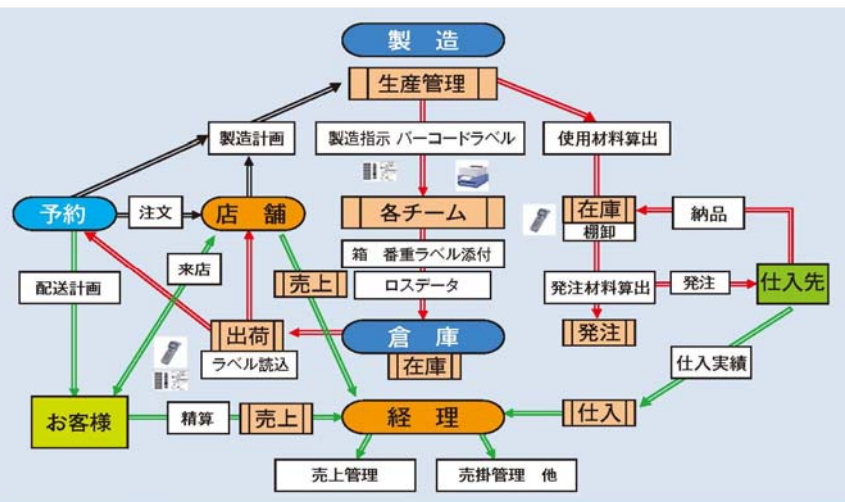 製　造
生産管理
製造計画
製造指示 バーコードラベル
使用材料算出
予約
注文
店　舗
各チーム
在庫
棚卸
納品
箱　番重ラベル添付
来店
配送計画
売上
ロスデータ
発注材料算出
発注
仕入先
出荷
ラベル読込
倉　庫
在庫
発注
仕入実績
お客様
精算
売上
経　理
仕入
売上管理
売掛管理　他